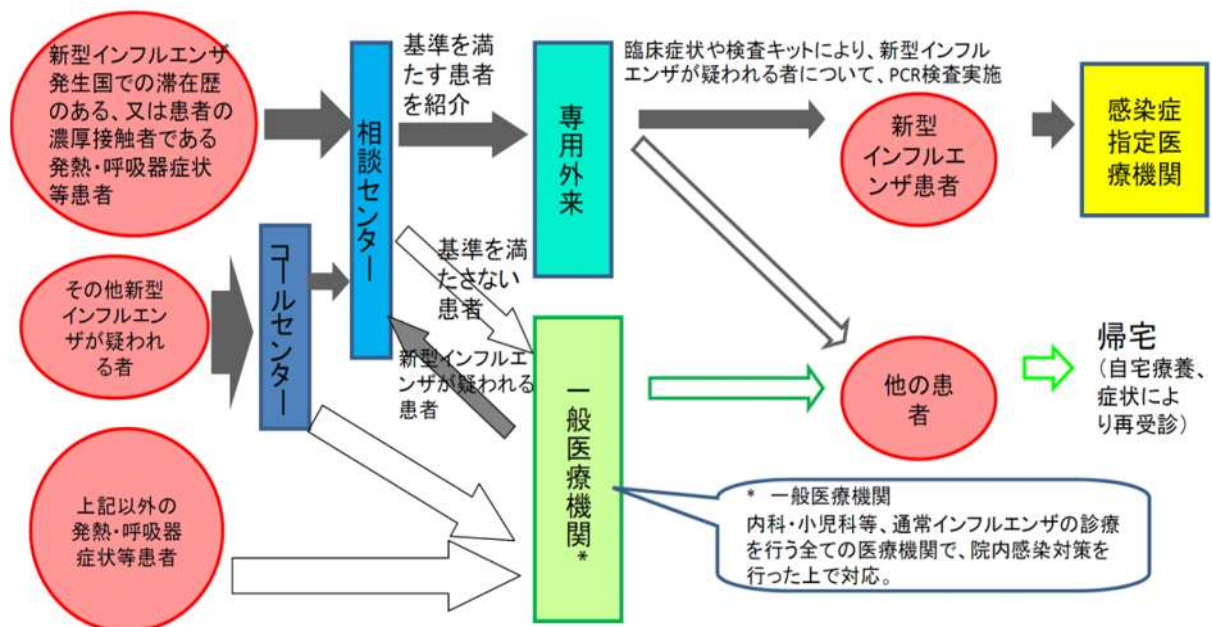 新型インフルエンザ
発生国での滞在歴
のある、又は患者の
濃厚接触者である
発熱・呼吸器症状
等患者
その他新型
インフルエン
ザが疑われ
る者
上記以外の
発熱・呼吸器
症状等患者
コールセンター
相談センター
基準を満
たす患者
を紹介
基準を満
たさない
患者
新型インフルエ
ンザが疑われる
患者
専用外来
一般医療機関*
臨床症状や検査キットにより、新型インフル
エンザが疑われる者について、PCR検査実施
新型
インフルエ
ンザ患者
感染症
指定医
療機関
他の患
者
帰宅
（自宅療養、
症状によ
り再受診）
* 一般医療機関
内科・小児科等、通常インフルエンザの診療
を行う全ての医療機関で、院内感染対策を
行った上で対応。